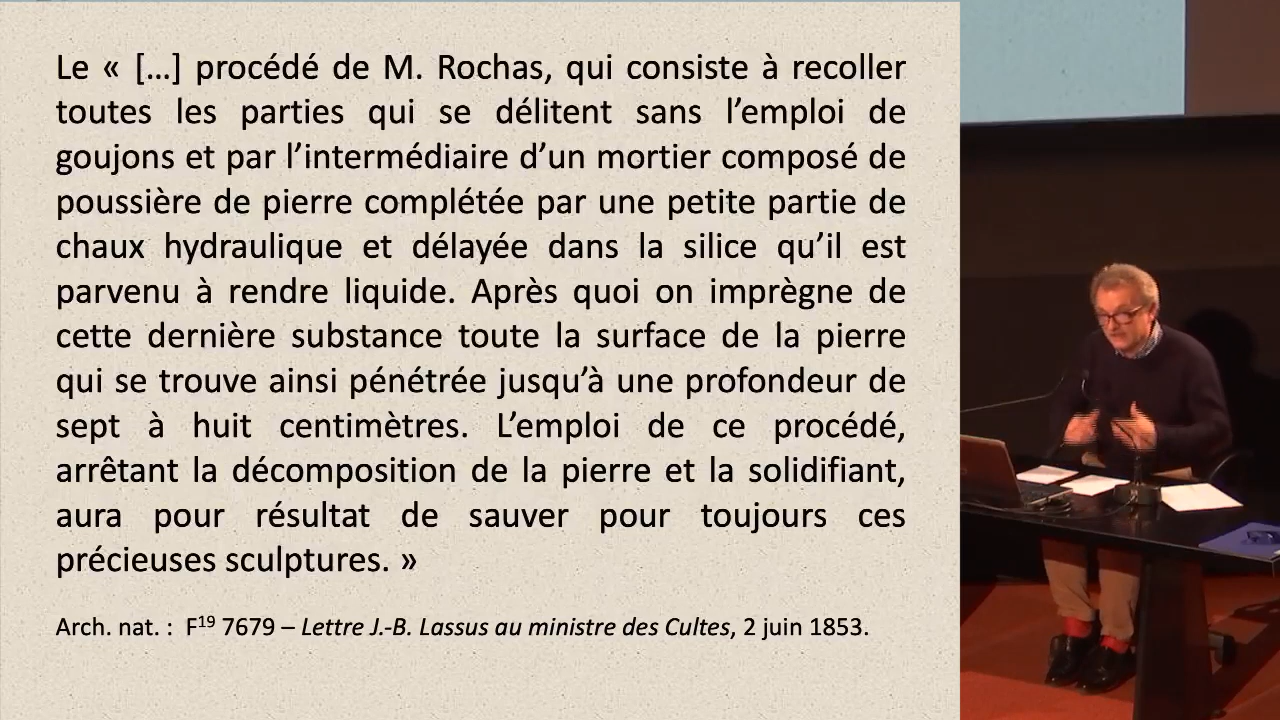 Le « […] procédé de M. Rochas, qui consiste à recoller
toutes les parties qui se délitent sans l’emploi de
goujons et par l’intermédiaire d’un mortier composé de
poussière de pierre complétée par une petite partie de
chaux hydraulique et délayée dans la silice qu’il est
parvenu à rendre liquide. Après quoi on imprègne de
cette dernière substance toute la surface de la pierre
qui se trouve ainsi pénétrée jusqu’à une profondeur de
sept à huit centimètres. L’emploi de ce procédé,
arrêtant la décomposition de la pierre et la solidifiant,
aura pour résultat de sauver pour toujours ces
précieuses sculptures. »
Arch. nat. : F19 7679 – Lettre J.-B. Lassus au ministre des Cultes, 2 juin 1853.